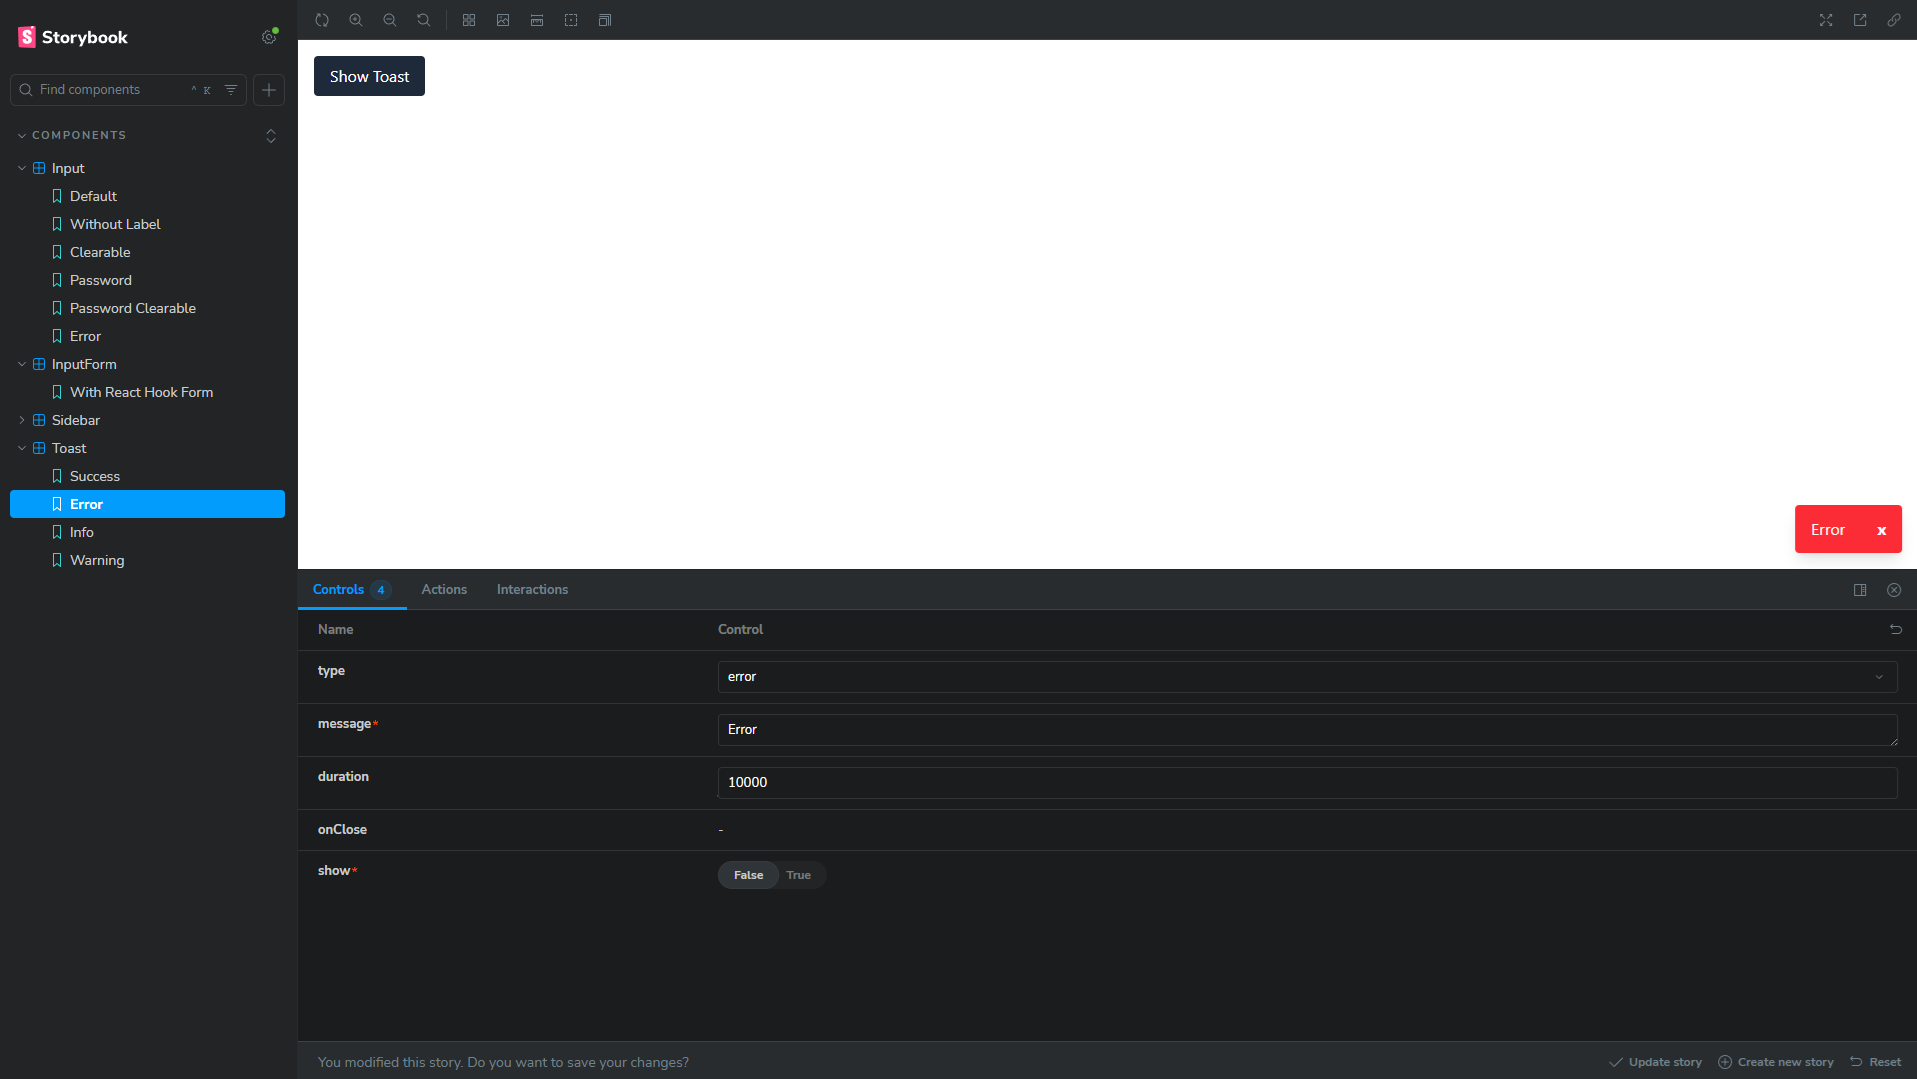 Storybook
Find components
^ K
COMPONENTS
Input
Default
Without Label
Clearable
Password
Password Clearable
Error
InputForm
With React Hook Form
Sidebar
Toast
Success
Error
Info
Warning
Show Toast
Error x
Controls 4 Actions Interactions
Name Control
type error
message* Error
duration 10000
onClose -
show* False True
You modified this story. Do you want to save your changes? Update story Create new story Reset